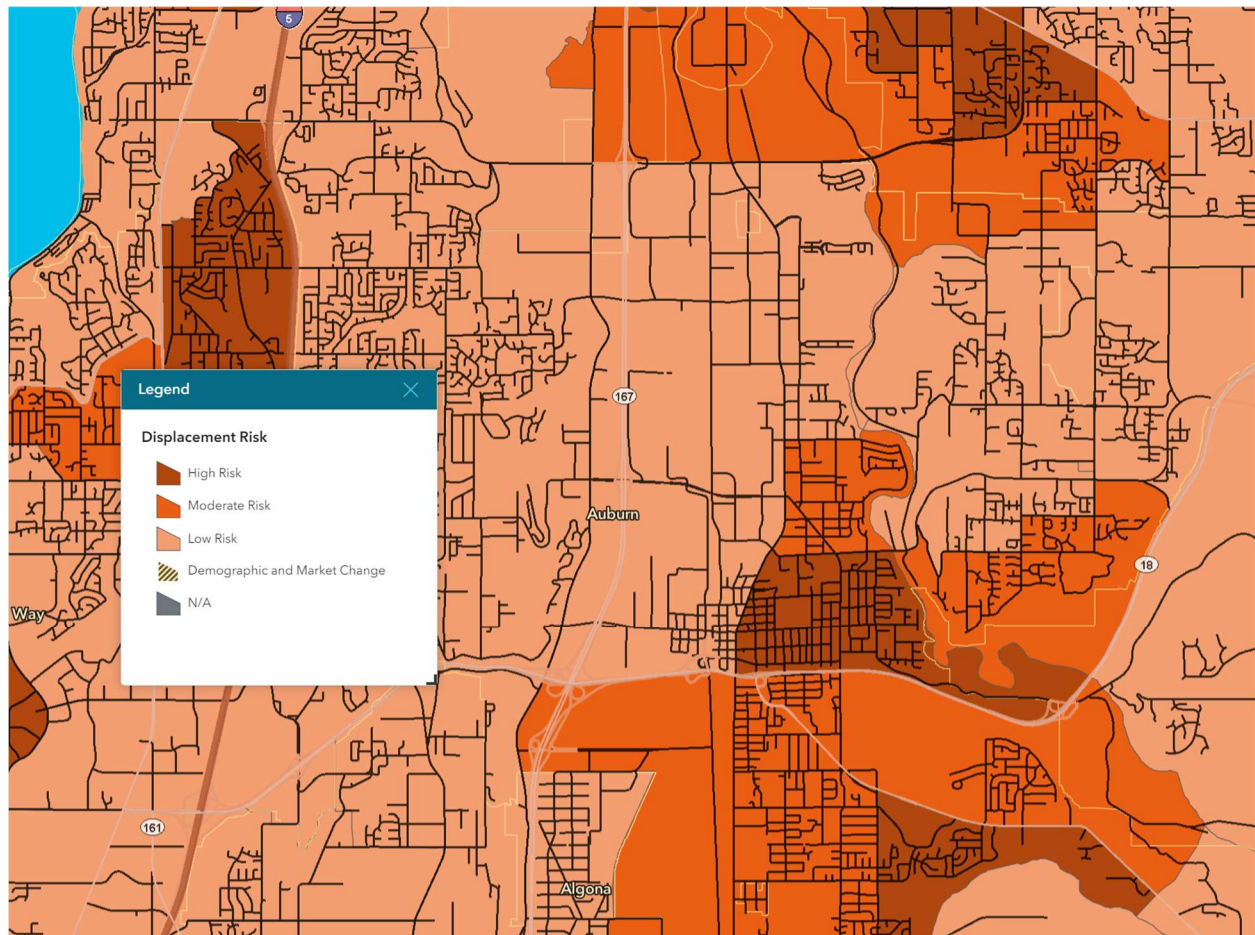 5
167
Legend
Displacement Risk
High Risk
Moderate Risk
Low Risk
Demographic and Market Change
N/A
Auburn
18
Way
161
Algona